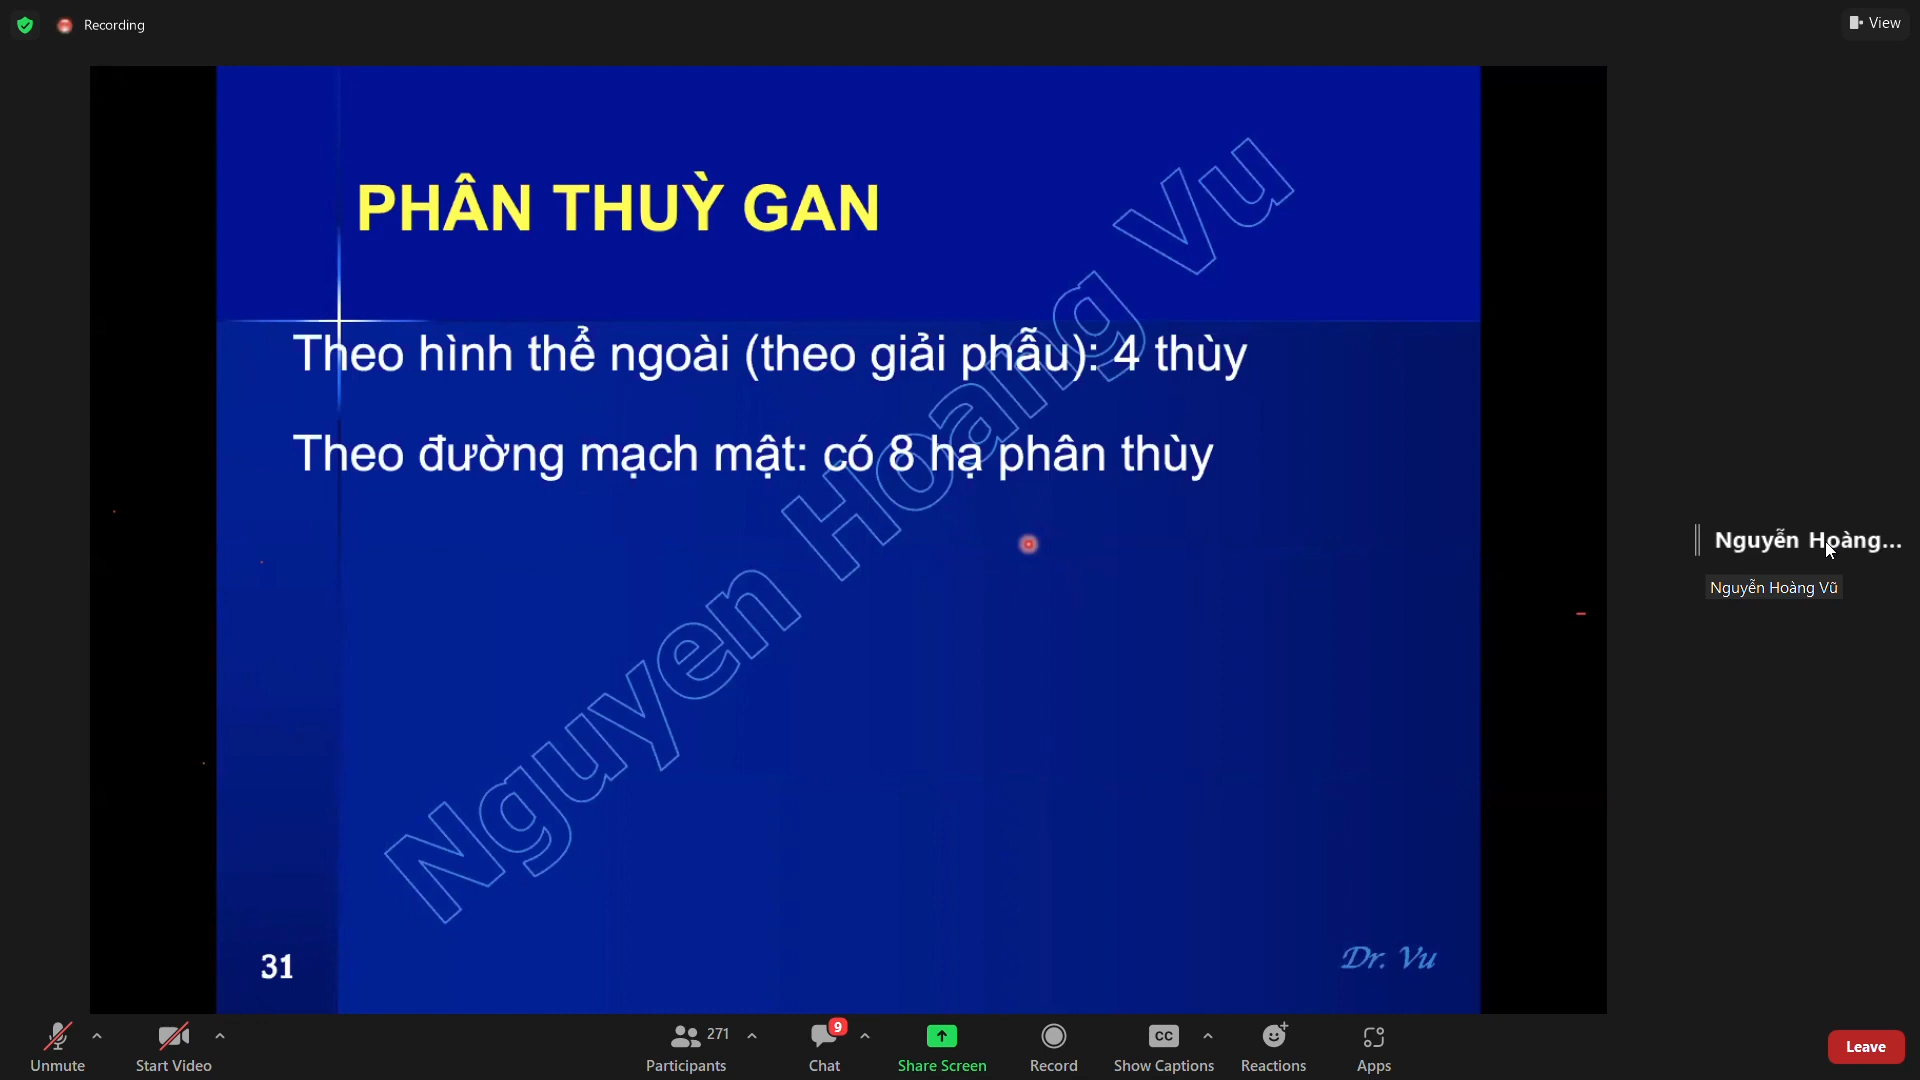 Recording
View
PHÂN THUỲ GAN
Theo hình thể ngoài (theo giải phẫu): 4 thùy
Theo đường mạch mật: có 8 hạ phân thùy
Nguyen Hoang Vu
Nguyễn Hoàng...
Nguyễn Hoàng Vũ
31
Dr. Vu
271
9
CC
Unmute
Start Video
Participants
Chat
Share Screen
Record
Show Captions
Reactions
Apps
Leave